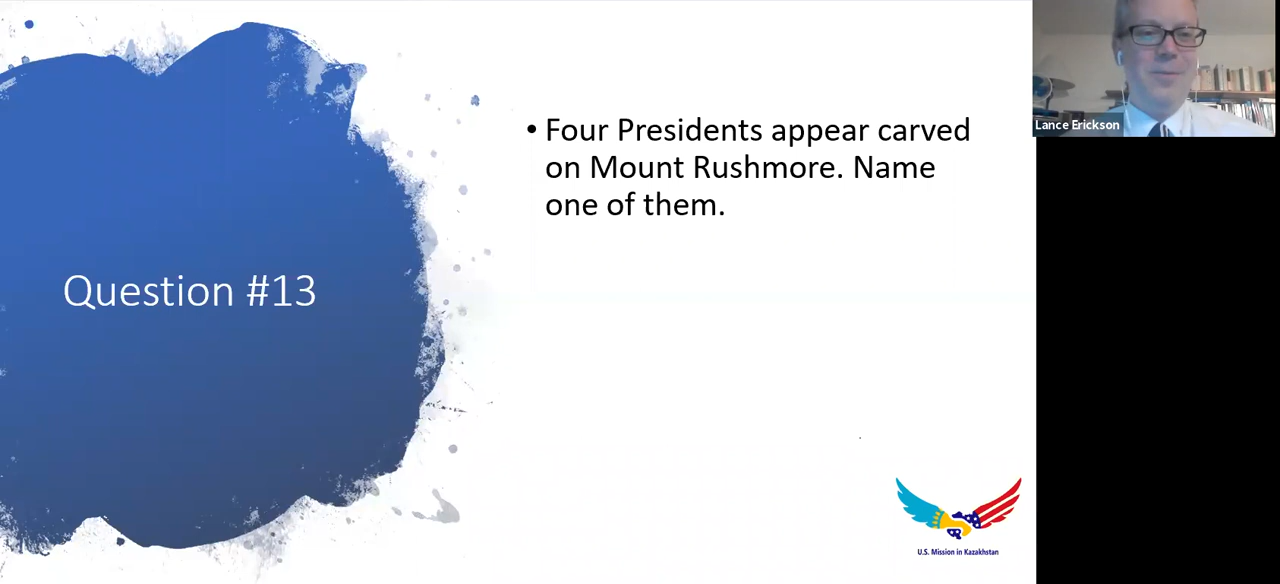 Question #13
• Four Presidents appear carved
on Mount Rushmore. Name
one of them.
Lance Erickson
U.S. Mission in Kazakhstan